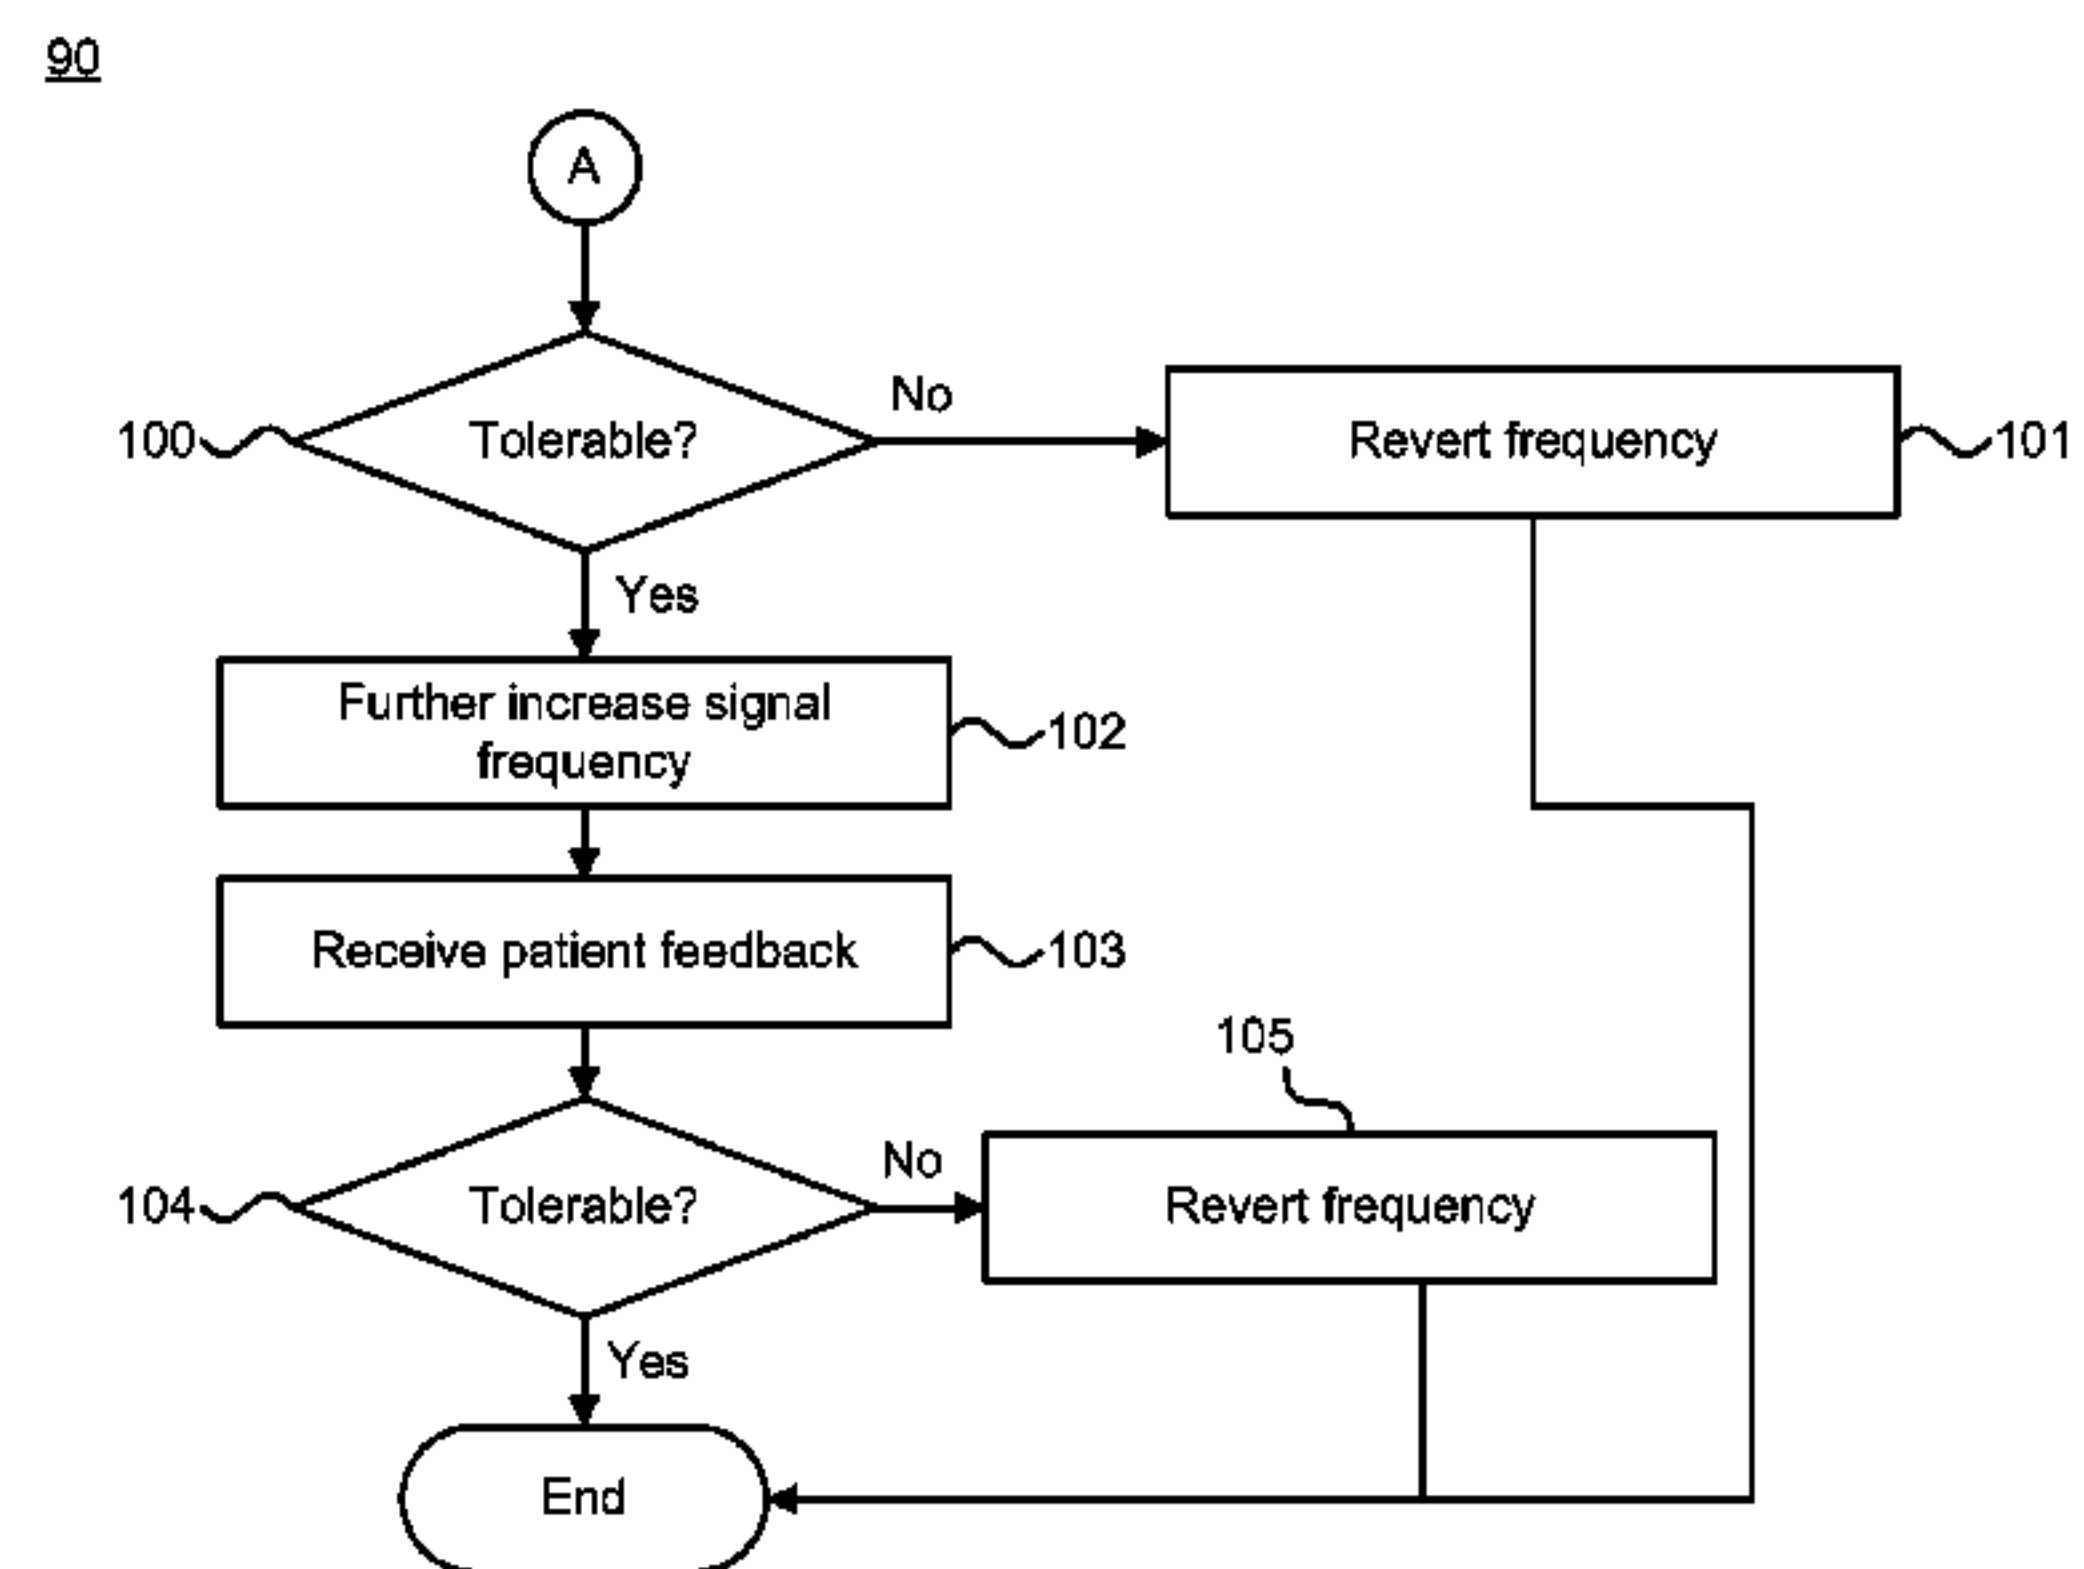 90
A
No
100
Tolerable?
Revert frequency
101
Yes
Further increase signal
frequency
102
Receive patient feedback
103
105
No
104
Tolerable?
Revert frequency
Yes
End